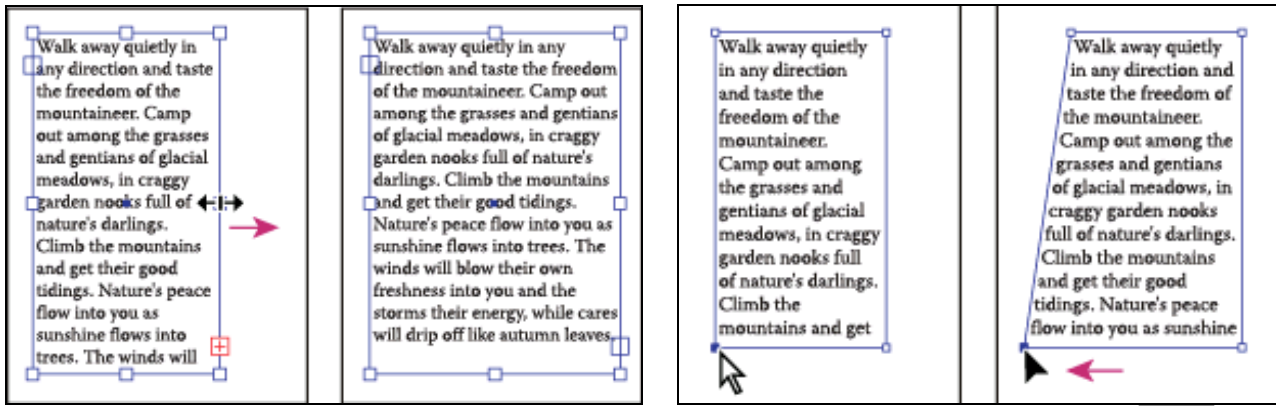 Walk away quietly in
any direction and taste
the freedom of the
mountaineer. Camp
out among the grasses
and gentians of glacial
meadows, in craggy
garden nooks full of
nature's darlings.
Climb the mountains
and get their good
tidings. Nature's peace
flow into you as
sunshine flows into
trees. The winds will
Walk away quietly in any
direction and taste the freedom
of the mountaineer. Camp out
among the grasses and gentians
of glacial meadows, in craggy
garden nooks full of nature's
darlings. Climb the mountains
and get their good tidings.
Nature's peace flow into you as
sunshine flows into trees. The
winds will blow their own
freshness into you and the
storms their energy, while cares
will drip off like autumn leaves.
Walk away quietly
in any direction
and taste the
freedom of the
mountaineer.
Camp out among
the grasses and
gentians of glacial
meadows, in craggy
garden nooks full
of nature's darlings.
Climb the
mountains and get
Walk away quietly
in any direction and
taste the freedom of
the mountaineer.
Camp out among the
grasses and gentians
of glacial meadows, in
craggy garden nooks
full of nature's darlings.
Climb the mountains
and get their good
tidings. Nature's peace
flow into you as sunshine